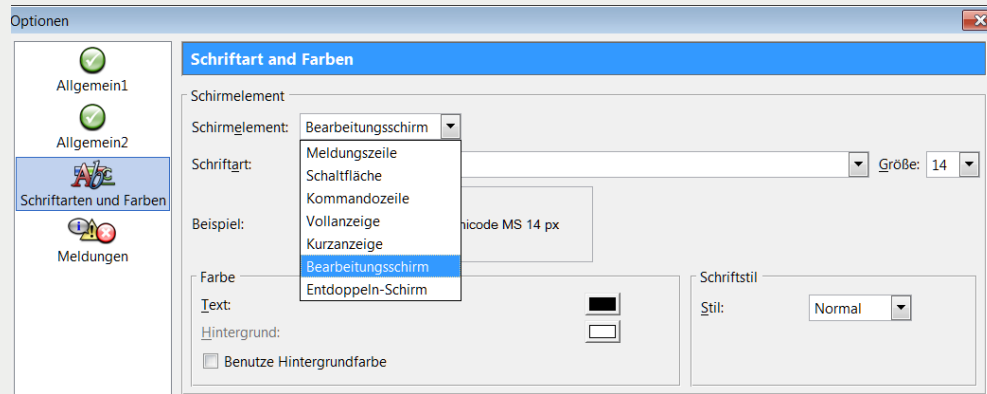 Optionen
Allgemein1
Allgemein2
Schriftarten und Farben
Meldungen
Schriftart and Farben
Schirmelement
Schirmelement: Bearbeitungsschirm
Meldungszeile
Schaltfläche
Kommandozeile
Vollanzeige
Kurzanzeige
Bearbeitungsschirm
Entdoppeln-Schirm
Schriftart:
Größe: 14
Beispiel:
MS 14 px
Farbe
Text:
Hintergrund:
Benutze Hintergrundfarbe
Schriftstil
Stil: Normal